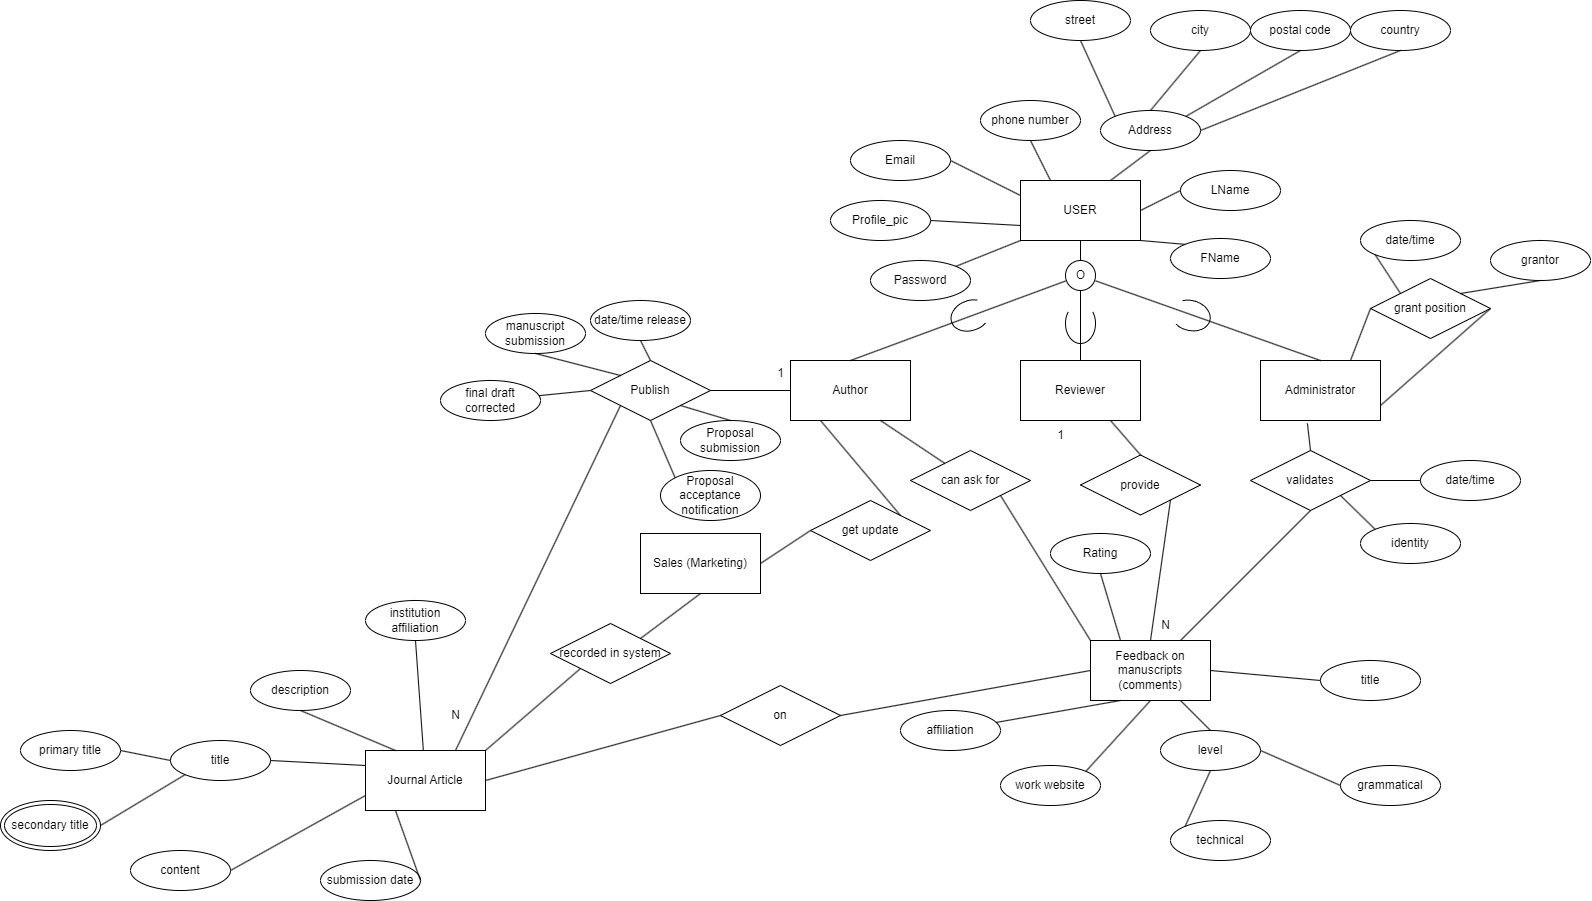 street
city
postal code
country
phone number
Address
Email
LName
USER
Profile_pic
FName
Password
O
date/time
grantor
grant position
manuscript
submission
date/time release
final draft
corrected
Publish
1
Author
Reviewer
Administrator
Proposal
submission
1
Proposal
acceptance
notification
can ask for
provide
validates
date/time
get update
identity
Sales (Marketing)
Rating
institution
affiliation
N
recorded in system
Feedback on
manuscripts
(comments)
title
description
N
on
affiliation
primary title
title
level
Journal Article
work website
grammatical
secondary title
technical
content
submission date